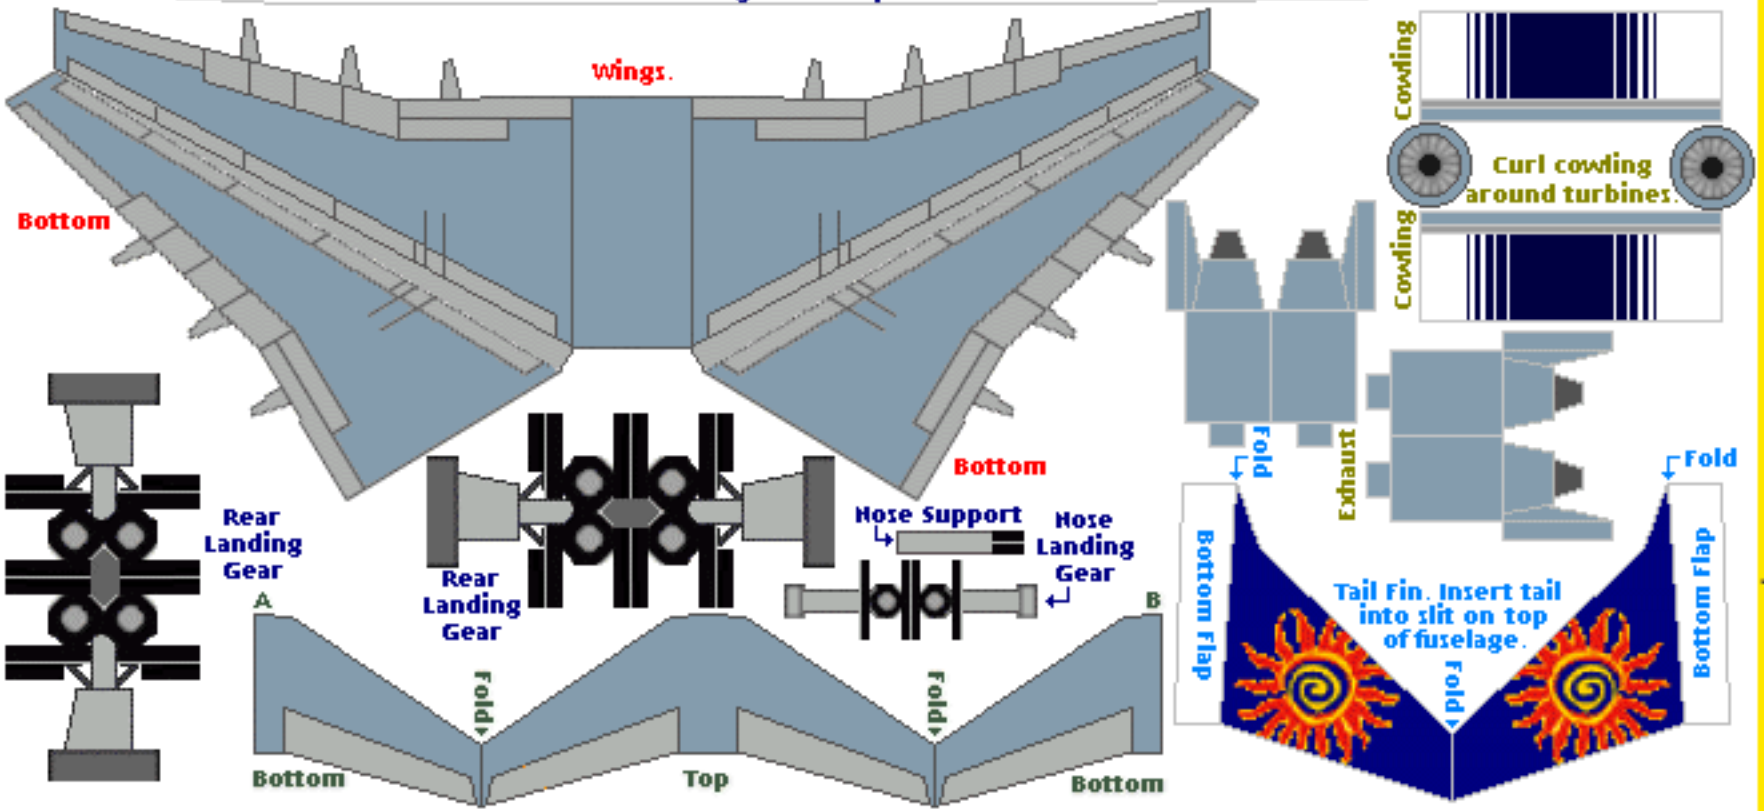 Wings.
Bottom
Bottom
Cowling
Curl cowling
around turbines.
Cowling
Fold
Exhaust
Rear
Landing
Gear
Rear
Landing
Gear
Nose Support
Nose
Landing
Gear
A
B
Fold
Fold
Bottom
Top
Bottom
Fold
Bottom Flap
Tail Fin. Insert tail
into slit on top
of fuselage.
Fold
Bottom Flap